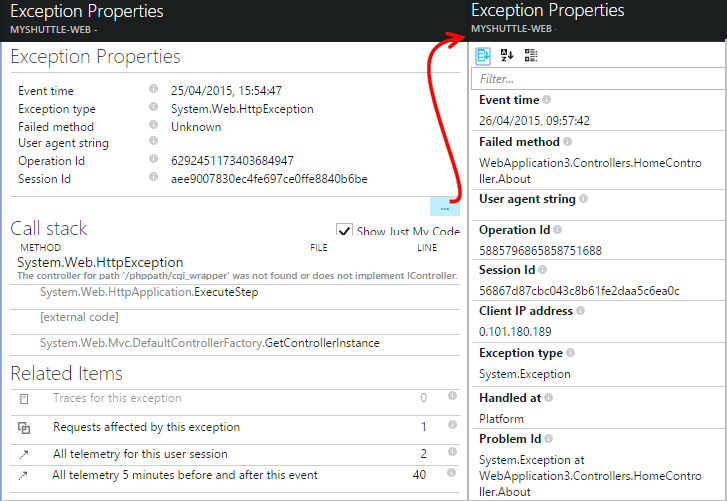 Exception Properties
MYSHUTTLE-WEB -
Exception Properties
Event time 25/04/2015, 15:54:47
Exception type System.Web.HttpException
Failed method Unknown
User agent string
Operation Id 6292451173403684947
Session Id aee9007830ec4fe697ce0ffe8840b6be
...
Call stack
Show Just My Code
METHOD FILE LINE
System.Web.HttpException
The controller for path '/phppath/cgi_wrapper' was not found or does not implement IController.
System.Web.HttpApplication.ExecuteStep
[external code]
System.Web.Mvc.DefaultControllerFactory.GetControllerInstance
Related Items
Traces for this exception 0
Requests affected by this exception 1
All telemetry for this user session 2
All telemetry 5 minutes before and after this event 40
Exception Properties
MYSHUTTLE-WEB -
Filter...
Event time
26/04/2015, 09:57:42
Failed method
WebApplication3.Controllers.HomeContro
ller.About
User agent string
Operation Id
5885796865858751688
Session Id
56867d87cbc043c8b61fe2daa5c6ea0c
Client IP address
0.101.180.189
Exception type
System.Exception
Handled at
Platform
Problem Id
System.Exception at
WebApplication3.Controllers.HomeContro
ller.About